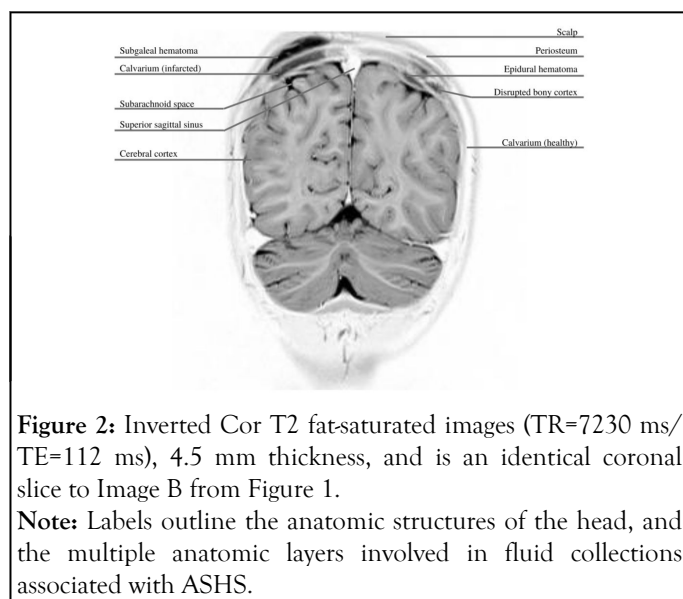 Scalp
Subgaleal hematoma
Periosteum
Calvarium (infarcted)
Epidural hematoma
Subarachnoid space
Disrupted bony cortex
Superior sagittal sinus
Cerebral cortex
Calvarium (healthy)
Figure 2: Inverted Cor T2 fat-saturated images (TR=7230 ms/
TE=112 ms), 4.5 mm thickness, and is an identical coronal
slice to Image B from Figure 1.
Note: Labels outline the anatomic structures of the head, and
the multiple anatomic layers involved in fluid collections
associated with ASHS.